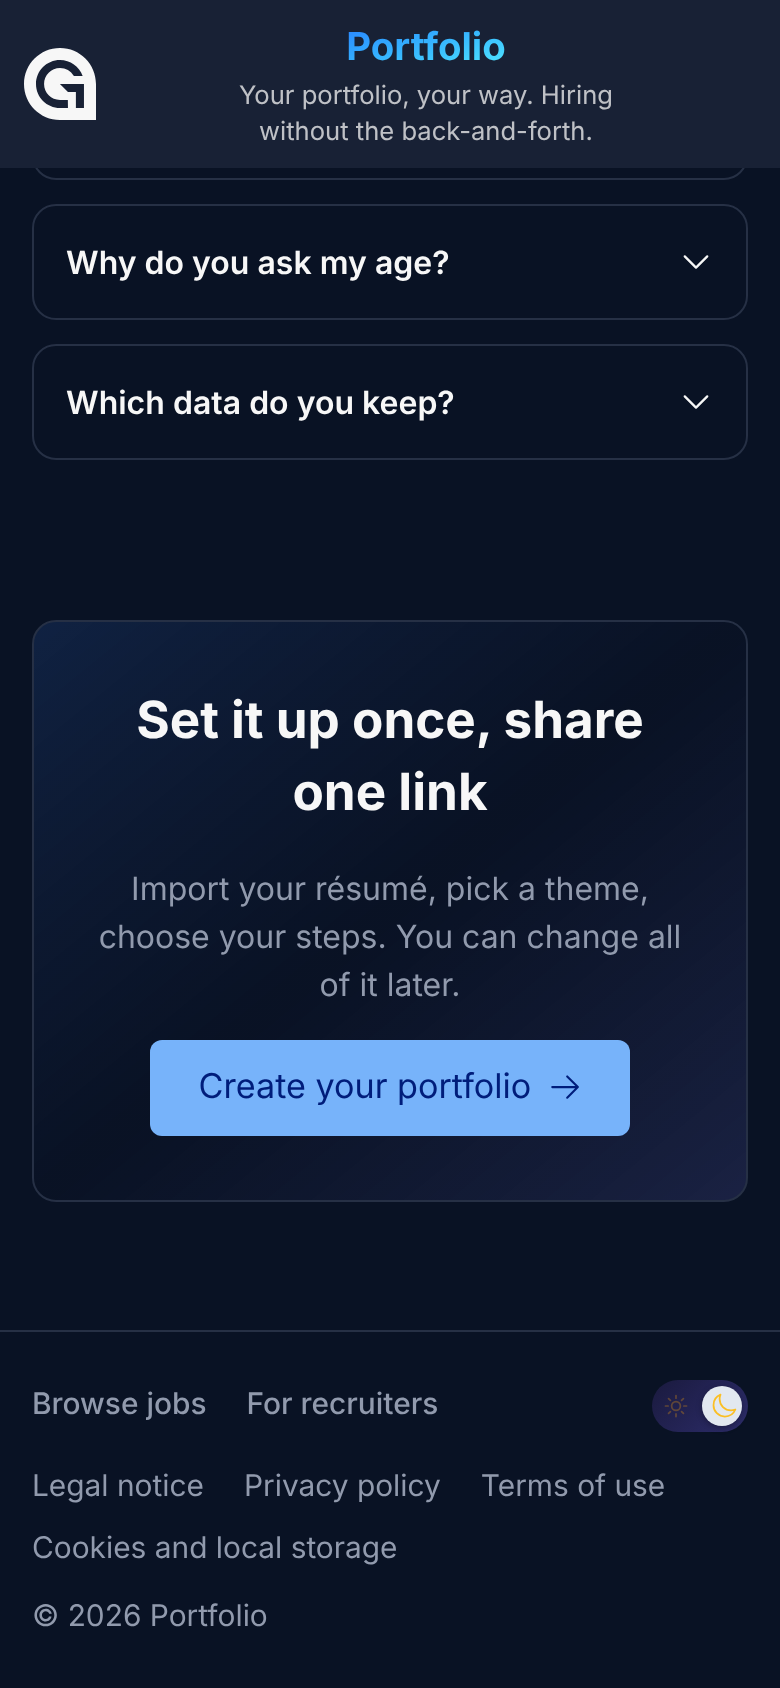 Portfolio
Your portfolio, your way. Hiring
without the back-and-forth.
Why do you ask my age?
Which data do you keep?
Set it up once, share
one link
Import your résumé, pick a theme,
choose your steps. You can change all
of it later.
Create your portfolio →
Browse jobs For recruiters
Legal notice Privacy policy Terms of use
Cookies and local storage
© 2026 Portfolio